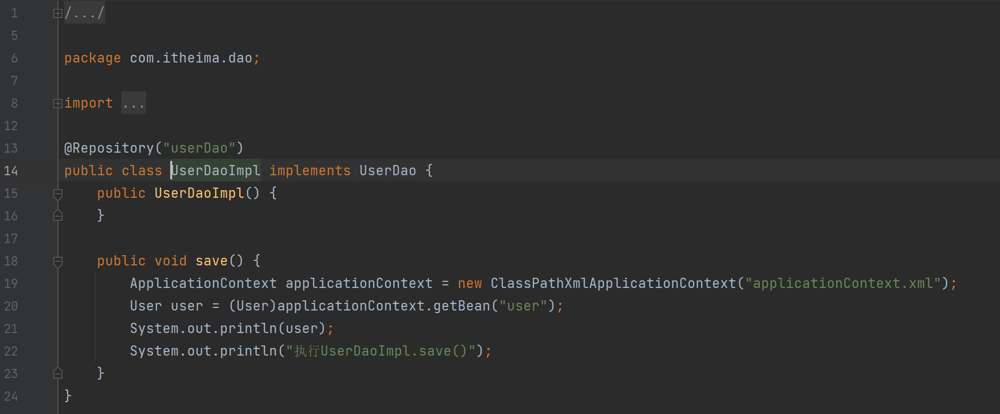 1 /.../
5
6 package com.itheima.dao;
7
8 import ...
12
13 @Repository("userDao")
14 public class UserDaoImpl implements UserDao {
15     public UserDaoImpl() {
16     }
17
18     public void save() {
19         ApplicationContext applicationContext = new ClassPathXmlApplicationContext("applicationContext.xml");
20         User user = (User)applicationContext.getBean("user");
21         System.out.println(user);
22         System.out.println("执行UserDaoImpl.save()");
23     }
24 }